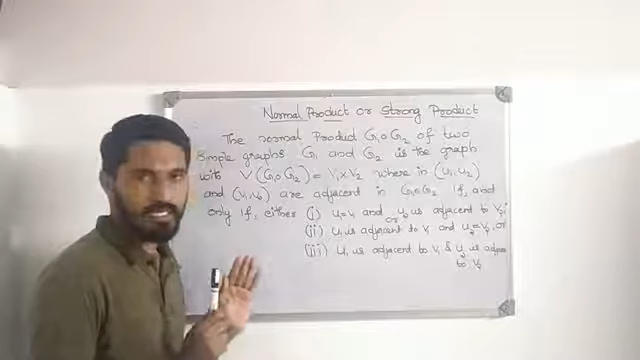 Normal Product or Strong Product
The normal Product G₁∘G₂ of two
Simple graphs G₁ and G₂ is the graph
with V(G₁∘G₂) = V₁×V₂ where in (u₁,u₂)
and (v₁,v₂) are adjacent in G₁∘G₂ If, and
only If, either (i) u₁=v₁ and u₂ is adjacent to v₂,
or
(ii) u₁ is adjacent to v₁ and u₂=v₂, or
(iii) u₁ is adjacent to v₁ & u₂ is adjacent
to v₂